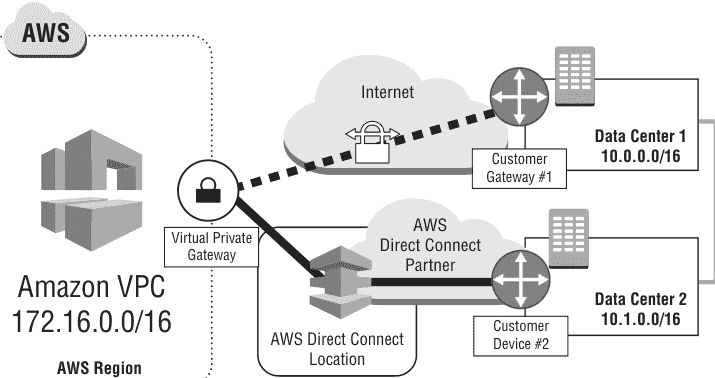 AWS
Internet
Data Center 1
10.0.0.0/16
Customer
Gateway #1
Virtual Private
Gateway
AWS
Direct Connect
Partner
Amazon VPC
172.16.0.0/16
Data Center 2
10.1.0.0/16
Customer
Device #2
AWS Direct Connect
Location
AWS Region